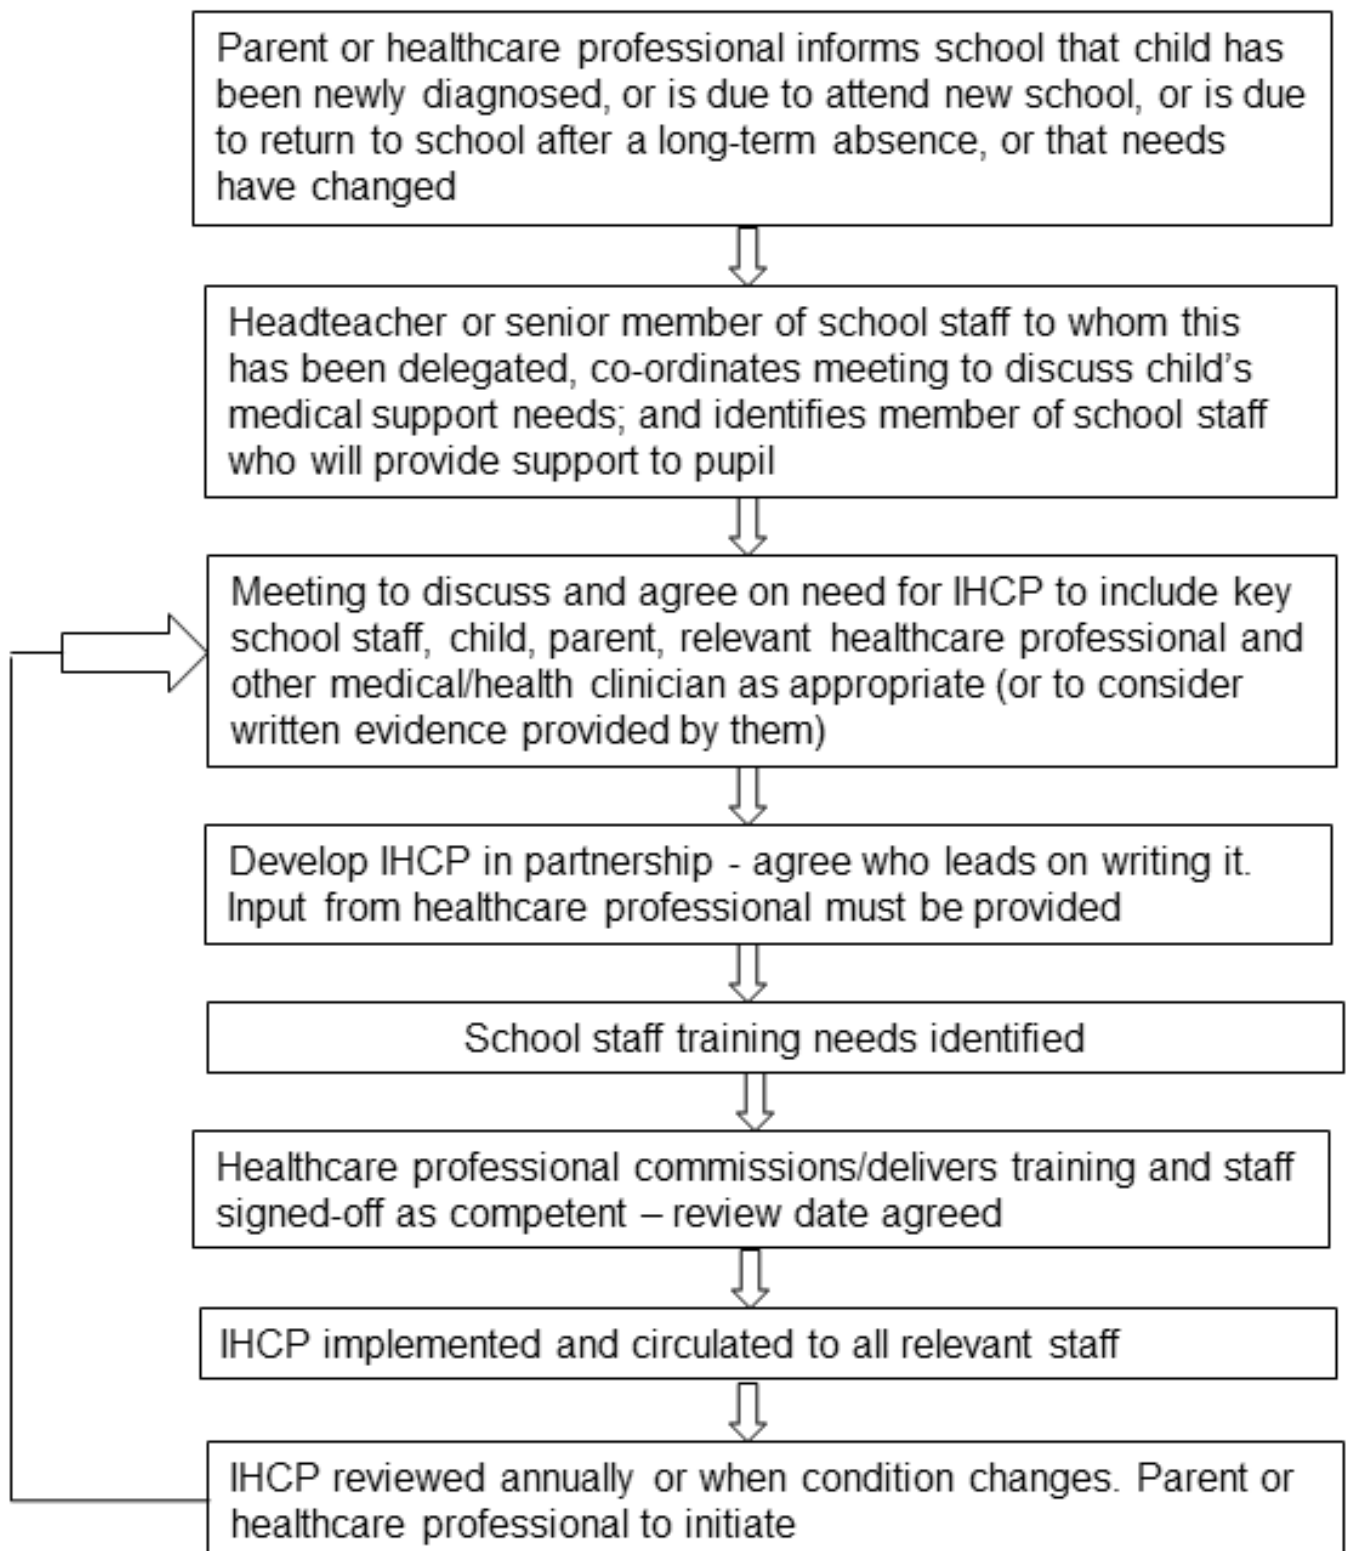 Parent or healthcare professional informs school that child has
been newly diagnosed, or is due to attend new school, or is due
to return to school after a long-term absence, or that needs
have changed
Headteacher or senior member of school staff to whom this
has been delegated, co-ordinates meeting to discuss child's
medical support needs; and identifies member of school staff
who will provide support to pupil
Meeting to discuss and agree on need for IHCP to include key
school staff, child, parent, relevant healthcare professional and
other medical/health clinician as appropriate (or to consider
written evidence provided by them)
Develop IHCP in partnership - agree who leads on writing it.
Input from healthcare professional must be provided
School staff training needs identified
Healthcare professional commissions/delivers training and staff
signed-off as competent – review date agreed
IHCP implemented and circulated to all relevant staff
IHCP reviewed annually or when condition changes. Parent or
healthcare professional to initiate